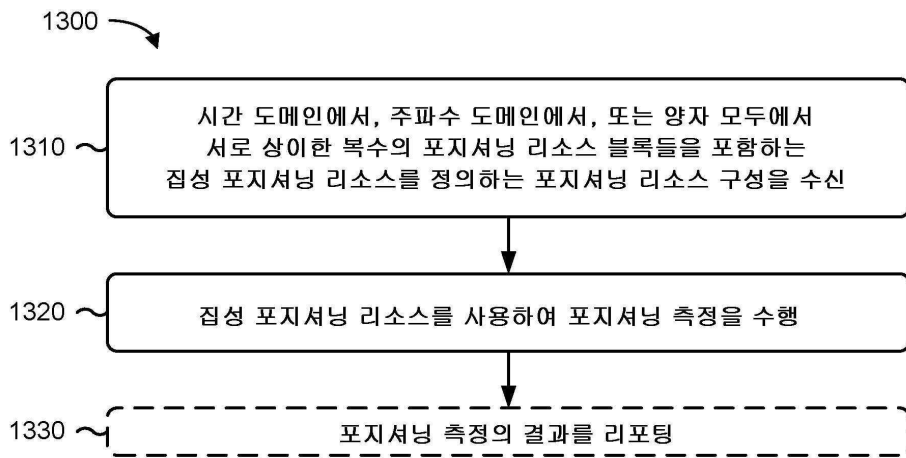 1300
1310
시간 도메인에서, 주파수 도메인에서, 또는 양자 모두에서
서로 상이한 복수의 포지셔닝 리소스 블록들을 포함하는
집성 포지셔닝 리소스를 정의하는 포지셔닝 리소스 구성을 수신
1320
집성 포지셔닝 리소스를 사용하여 포지셔닝 측정을 수행
1330
포지셔닝 측정의 결과를 리포팅